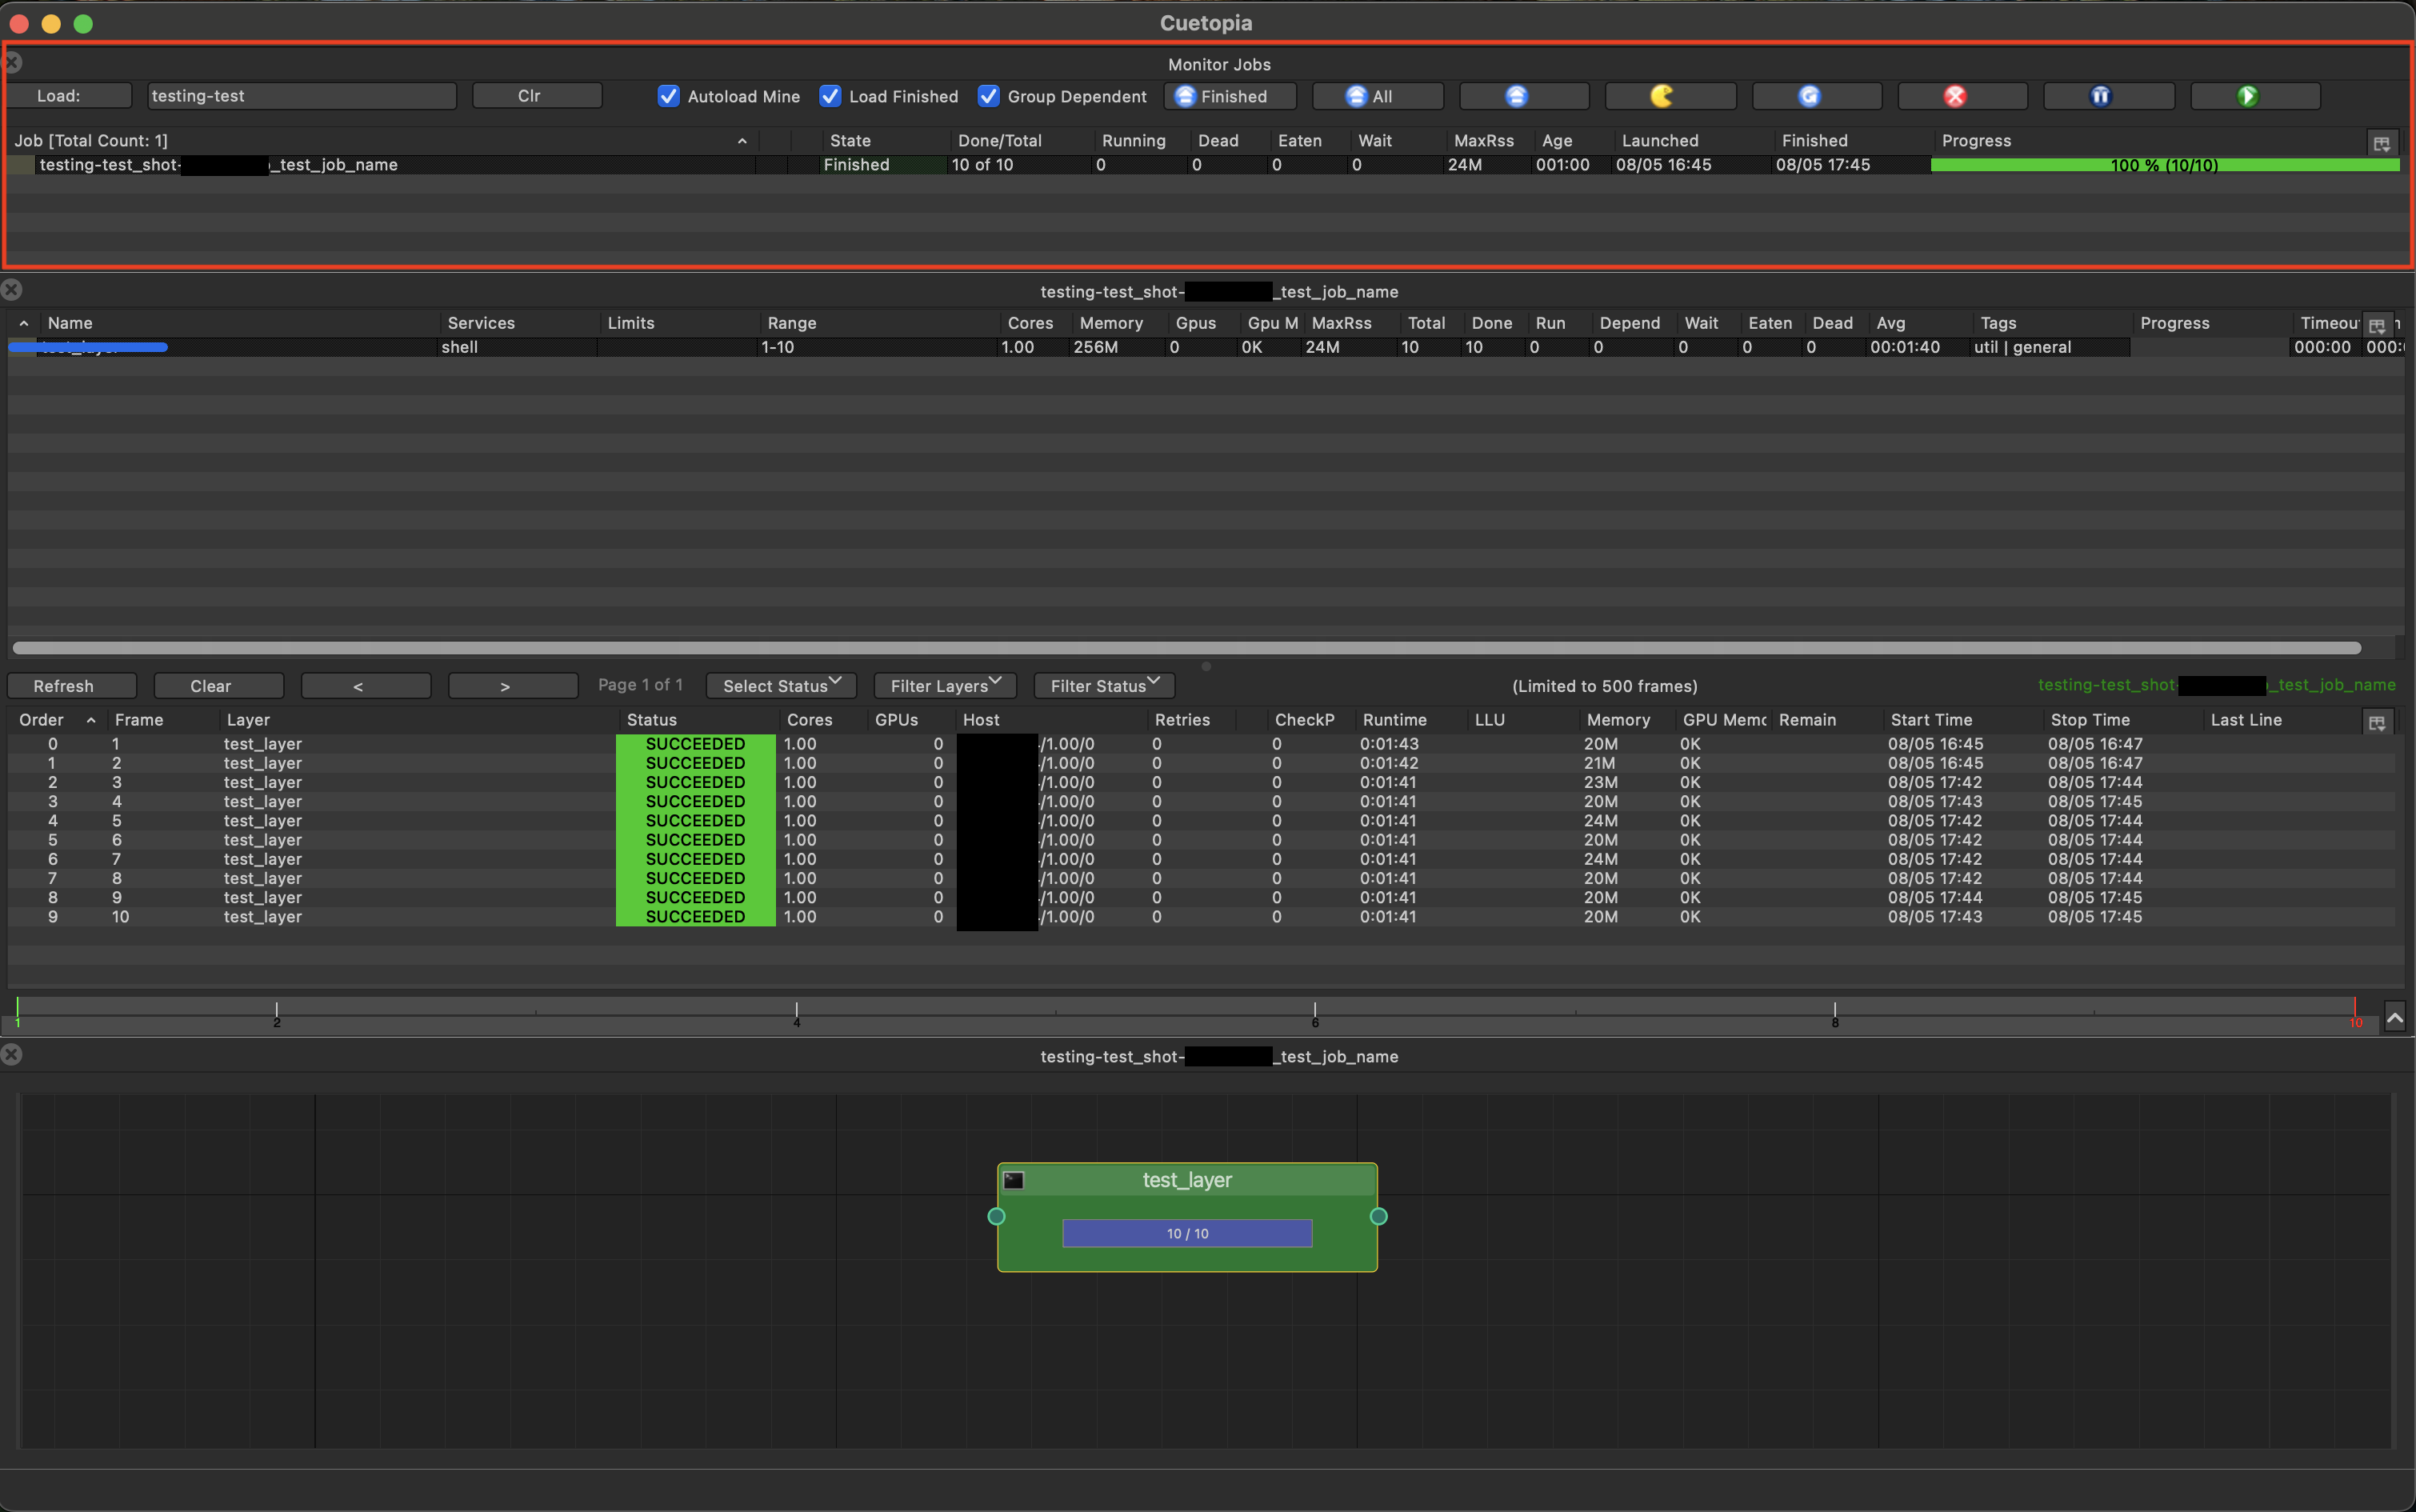 Cuetopia
Monitor Jobs
Load: testing-test Clr Autoload Mine Load Finished Group Dependent Finished All
Job [Total Count: 1] State Done/Total Running Dead Eaten Wait MaxRss Age Launched Finished Progress
testing-test_shot- _test_job_name Finished 10 of 10 0 0 0 0 24M 001:00 08/05 16:45 08/05 17:45 100 % (10/10)
testing-test_shot- _test_job_name
Name Services Limits Range Cores Memory Gpus Gpu M MaxRss Total Done Run Depend Wait Eaten Dead Avg Tags Progress Timeou
shell 1-10 1.00 256M 0 0K 24M 10 10 0 0 0 0 0 00:01:40 util | general 000:00 000:
Refresh Clear < > Page 1 of 1 Select Status Filter Layers Filter Status (Limited to 500 frames) testing-test_shot- _test_job_name
Order Frame Layer Status Cores GPUs Host Retries CheckP Runtime LLU Memory GPU Memo Remain Start Time Stop Time Last Line
0 1 test_layer SUCCEEDED 1.00 0 /1.00/0 0 0 0:01:43 20M 0K 08/05 16:45 08/05 16:47
1 2 test_layer SUCCEEDED 1.00 0 /1.00/0 0 0 0:01:42 21M 0K 08/05 16:45 08/05 16:47
2 3 test_layer SUCCEEDED 1.00 0 /1.00/0 0 0 0:01:41 23M 0K 08/05 17:42 08/05 17:44
3 4 test_layer SUCCEEDED 1.00 0 /1.00/0 0 0 0:01:41 20M 0K 08/05 17:43 08/05 17:45
4 5 test_layer SUCCEEDED 1.00 0 /1.00/0 0 0 0:01:41 24M 0K 08/05 17:42 08/05 17:44
5 6 test_layer SUCCEEDED 1.00 0 /1.00/0 0 0 0:01:41 20M 0K 08/05 17:42 08/05 17:44
6 7 test_layer SUCCEEDED 1.00 0 /1.00/0 0 0 0:01:41 24M 0K 08/05 17:42 08/05 17:44
7 8 test_layer SUCCEEDED 1.00 0 /1.00/0 0 0 0:01:41 20M 0K 08/05 17:42 08/05 17:44
8 9 test_layer SUCCEEDED 1.00 0 /1.00/0 0 0 0:01:41 20M 0K 08/05 17:44 08/05 17:45
9 10 test_layer SUCCEEDED 1.00 0 /1.00/0 0 0 0:01:41 20M 0K 08/05 17:43 08/05 17:45
1 2 4 6 8 10
testing-test_shot- _test_job_name
test_layer
10 / 10